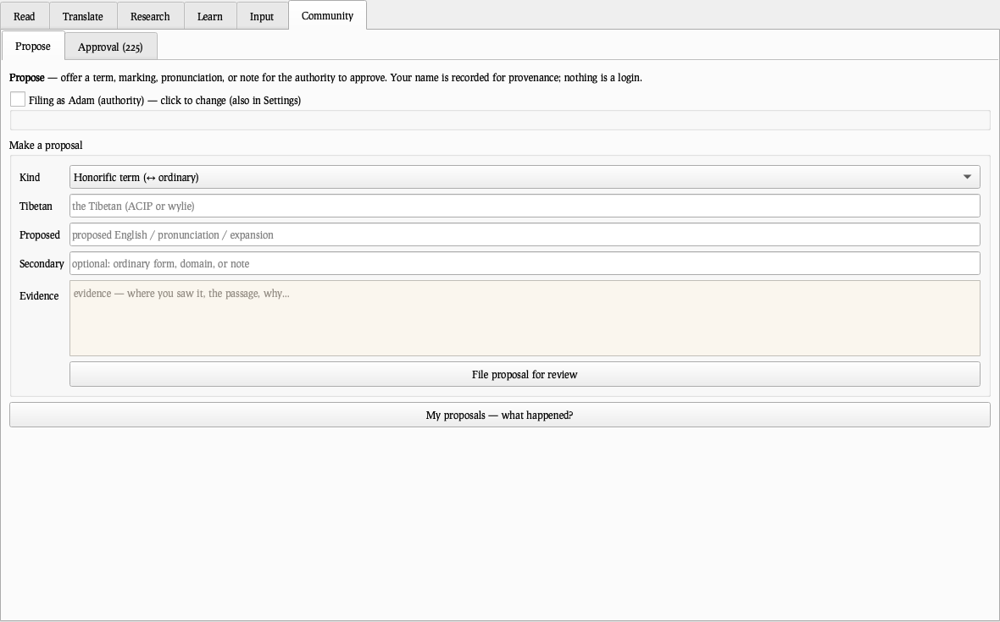 Read Translate Research Learn Input Community
Propose Approval (225)
Propose — offer a term, marking, pronunciation, or note for the authority to approve. Your name is recorded for provenance; nothing is a login.
Filing as Adam (authority) — click to change (also in Settings)
Make a proposal
Kind Honorific term (↔ ordinary)
Tibetan the Tibetan (ACIP or wylie)
Proposed proposed English / pronunciation / expansion
Secondary optional: ordinary form, domain, or note
Evidence evidence — where you saw it, the passage, why...
File proposal for review
My proposals — what happened?